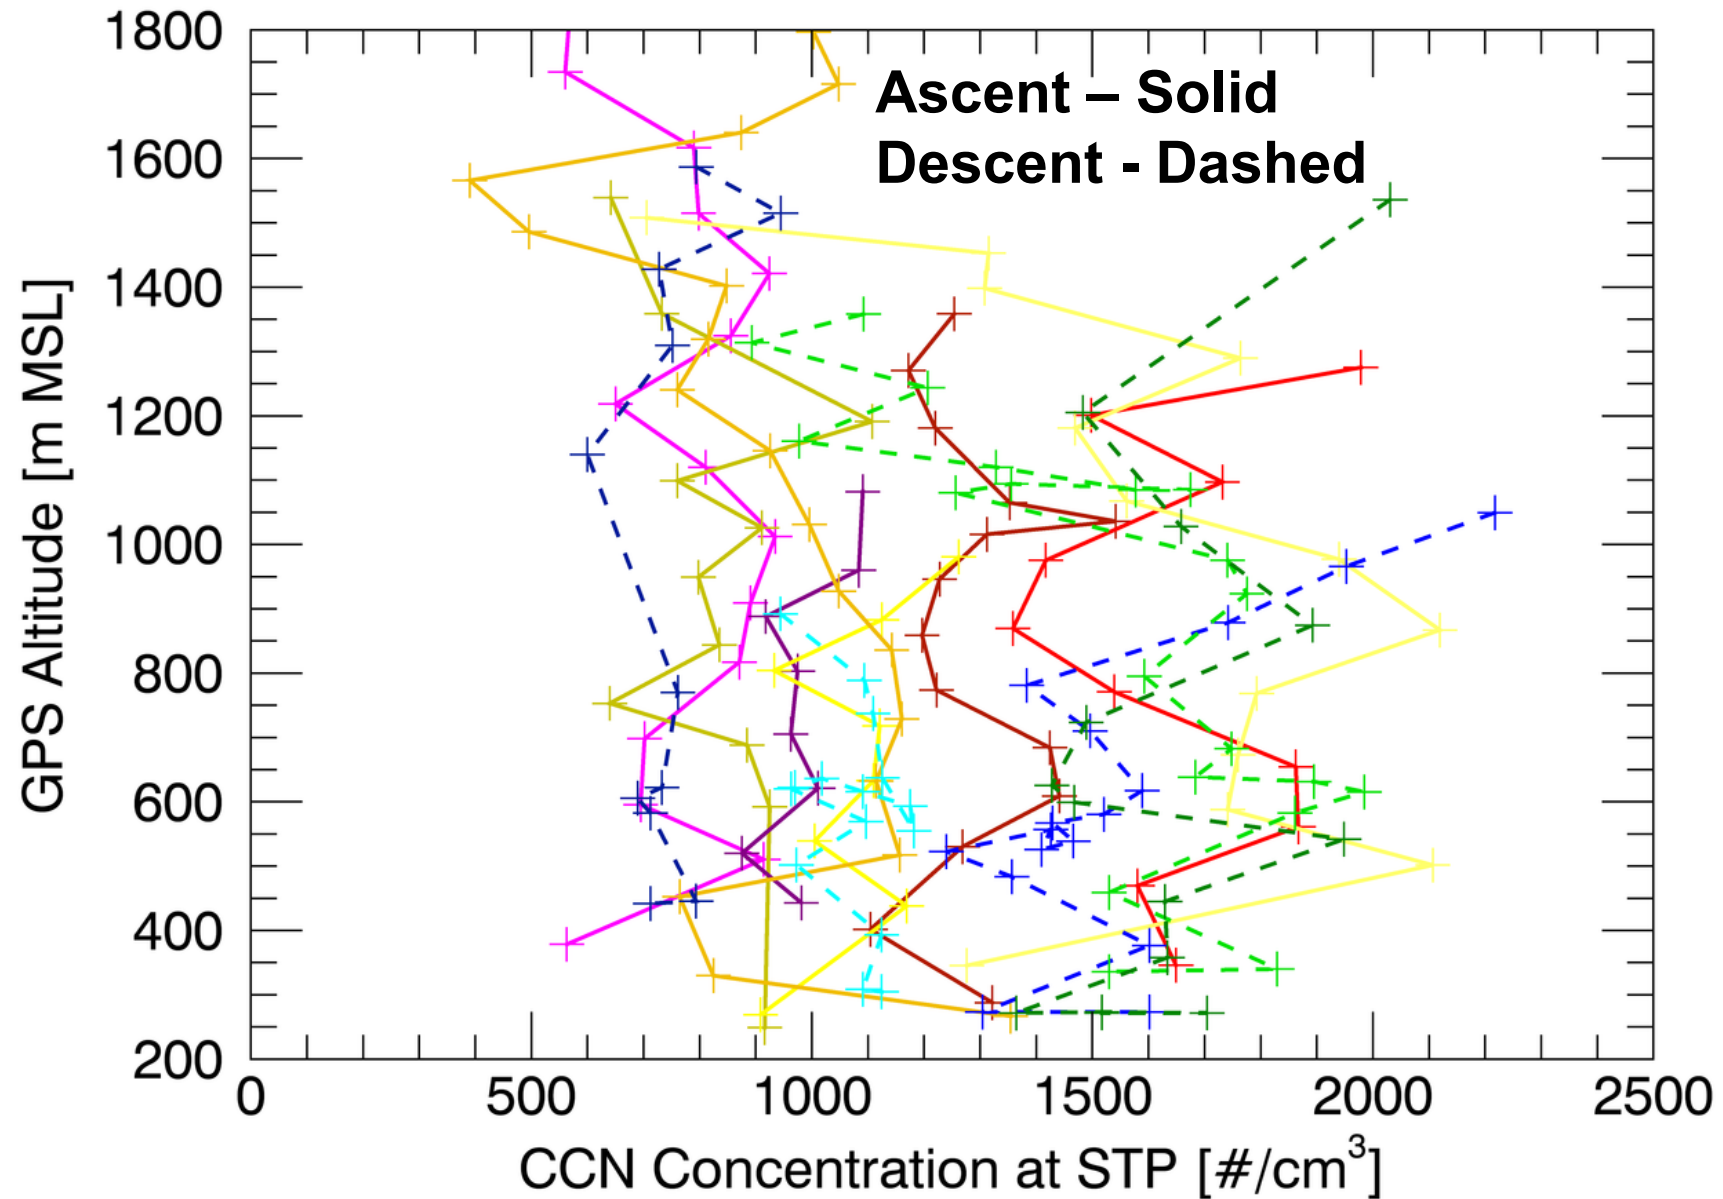 1800
1600
1400
1200
1000
800
600
400
200
GPS Altitude [m MSL]
Ascent – Solid
Descent - Dashed
0 500 1000 1500 2000 2500
CCN Concentration at STP [#/cm³]